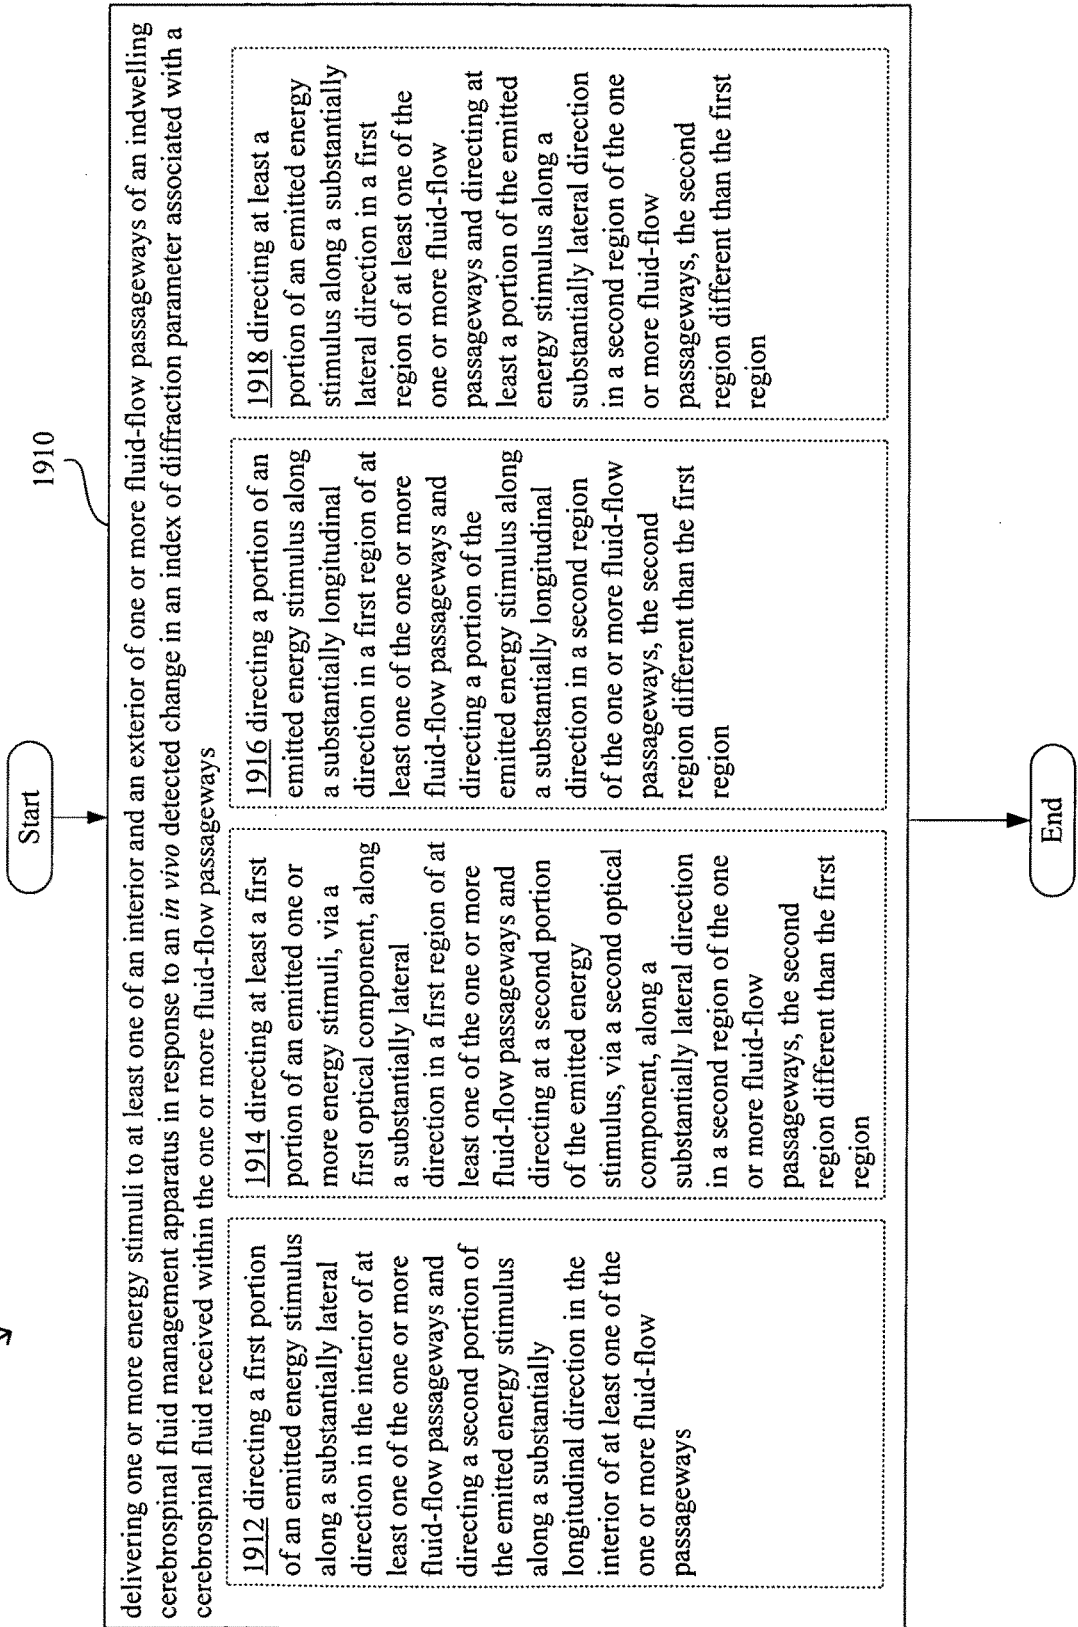 Start
1910
delivering one or more energy stimuli to at least one of an interior and an exterior of one or more fluid-flow passageways of an indwelling
cerebrospinal fluid management apparatus in response to an in vivo detected change in an index of diffraction parameter associated with a
cerebrospinal fluid received within the one or more fluid-flow passageways
1912 directing a first portion
of an emitted energy stimulus
along a substantially lateral
direction in the interior of at
least one of the one or more
fluid-flow passageways and
directing a second portion of
the emitted energy stimulus
along a substantially
longitudinal direction in the
interior of at least one of the
one or more fluid-flow
passageways
1914 directing at least a first
portion of an emitted one or
more energy stimuli, via a
first optical component, along
a substantially lateral
direction in a first region of at
least one of the one or more
fluid-flow passageways and
directing at a second portion
of the emitted energy
stimulus, via a second optical
component, along a
substantially lateral direction
in a second region of the one
or more fluid-flow
passageways, the second
region different than the first
region
1916 directing a portion of an
emitted energy stimulus along
a substantially longitudinal
direction in a first region of at
least one of the one or more
fluid-flow passageways and
directing a portion of the
emitted energy stimulus along
a substantial longitudinal
direction in a second region
of the one or more fluid-flow
passageways, the second
region different than the first
region
1918 directing at least a
portion of an emitted energy
stimulus along a substantially
lateral direction in a first
region of at least one of the
one or more fluid-flow
passageways and directing at
least a portion of the emitted
energy stimulus along a
substantially lateral direction
in a second region of the one
or more fluid-flow
passageways, the second
region different than the first
region
End